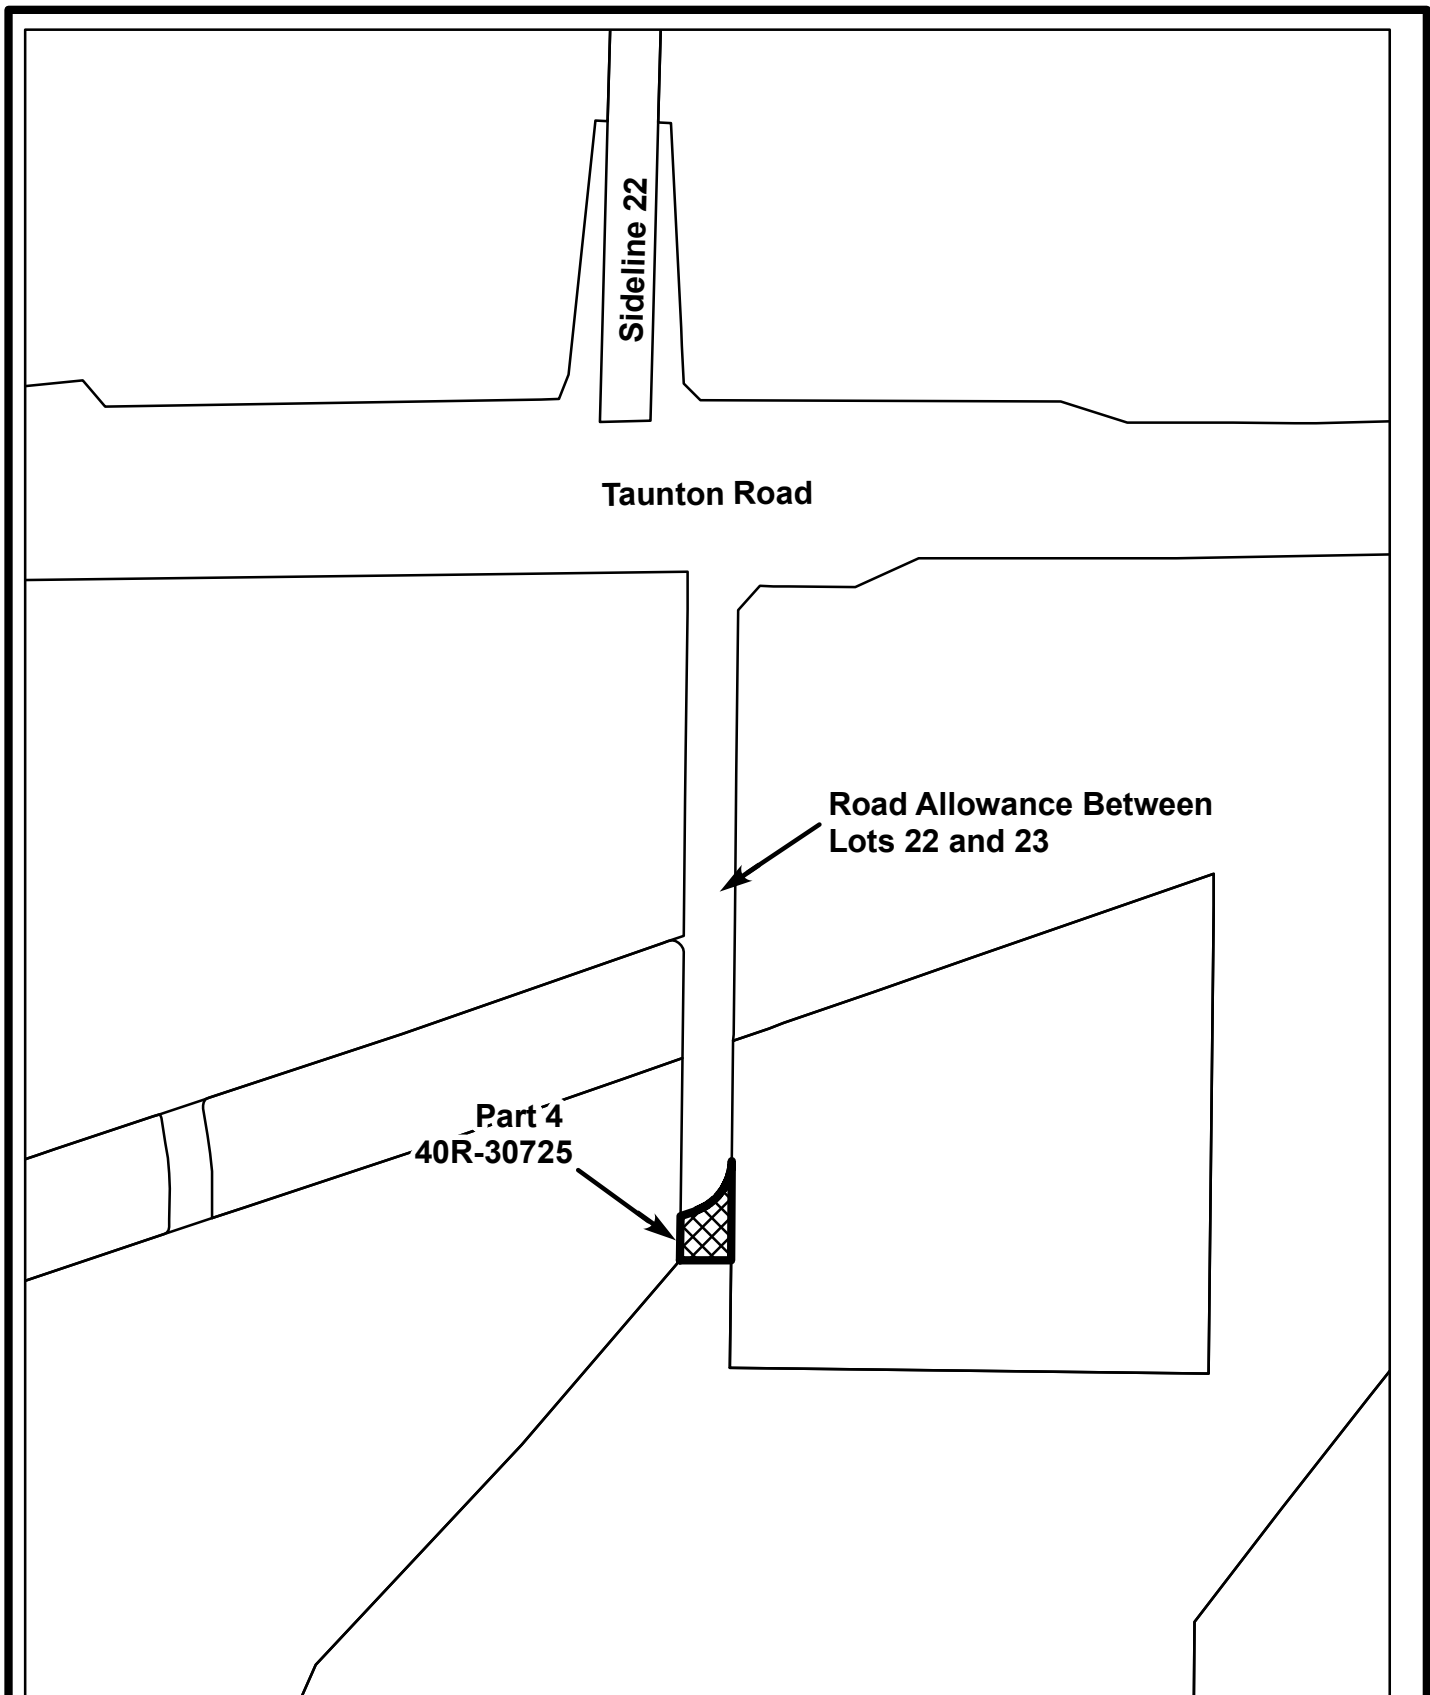 Sideline 22
Taunton Road
Road Allowance Between
Lots 22 and 23
Part 4
40R-30725